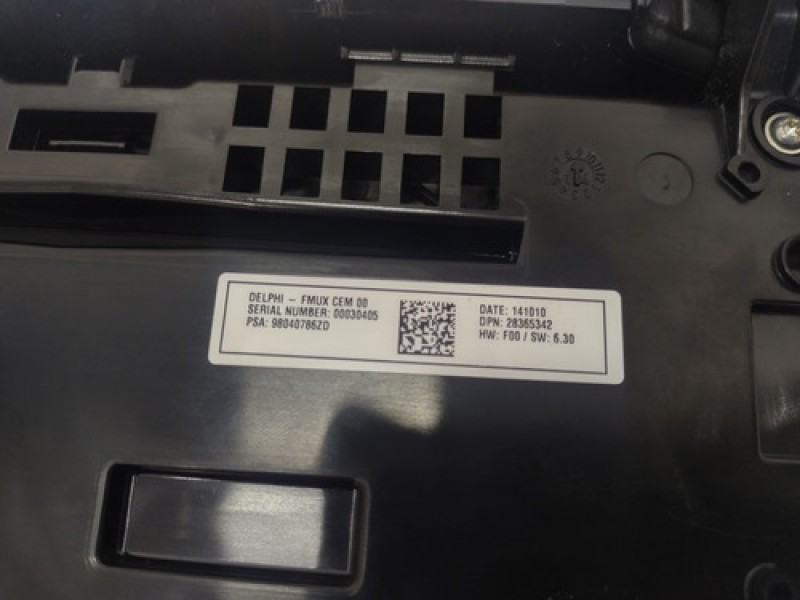 DELPHI – FMUX CEM 00
SERIAL NUMBER: 00030405
PSA: 98040786ZD
DATE: 141010
DPN: 28365342
HW: F00 / SW: 6.30